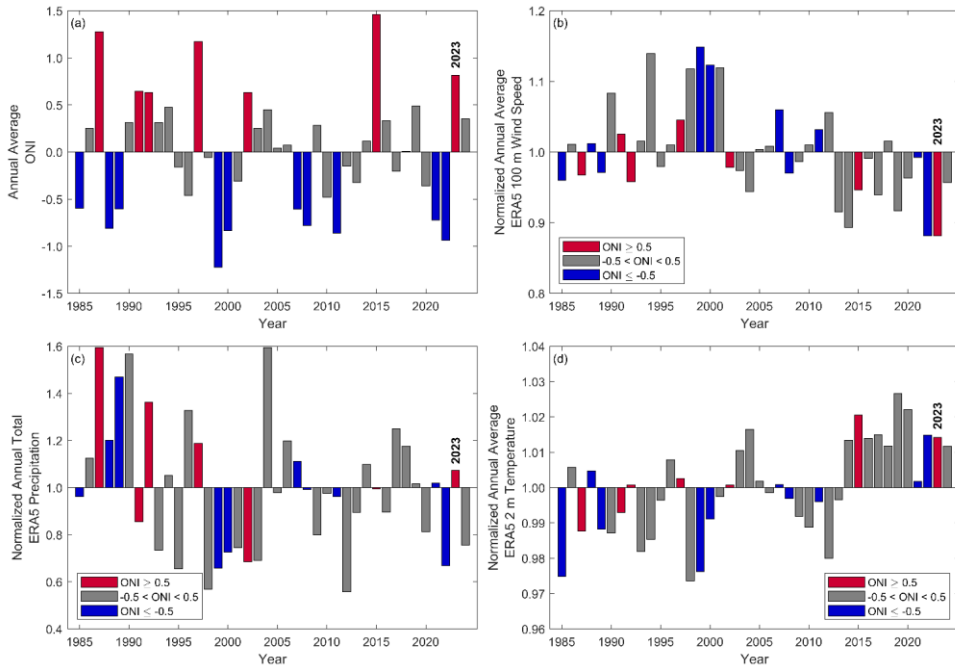 (a)
1.5
1.0
0.5
0.0
-0.5
-1.0
-1.5
Annual Average
ONI
2023
1985 1990 1995 2000 2005 2010 2015 2020
Year
(b)
1.2
1.1
1.0
0.9
0.8
Normalized Annual Average
ERA5 100 m Wind Speed
2023
ONI ≥ 0.5
-0.5 < ONI < 0.5
ONI ≤ -0.5
1985 1990 1995 2000 2005 2010 2015 2020
Year
(c)
1.6
1.4
1.2
1.0
0.8
0.6
0.4
Normalized Annual Total
ERA5 Precipitation
2023
ONI ≥ 0.5
-0.5 < ONI < 0.5
ONI ≤ -0.5
1985 1990 1995 2000 2005 2010 2015 2020
Year
(d)
1.04
1.03
1.02
1.01
1.00
0.99
0.98
0.97
0.96
Normalized Annual Average
ERA5 2 m Temperature
2023
ONI ≥ 0.5
-0.5 < ONI < 0.5
ONI ≤ -0.5
1985 1990 1995 2000 2005 2010 2015 2020
Year